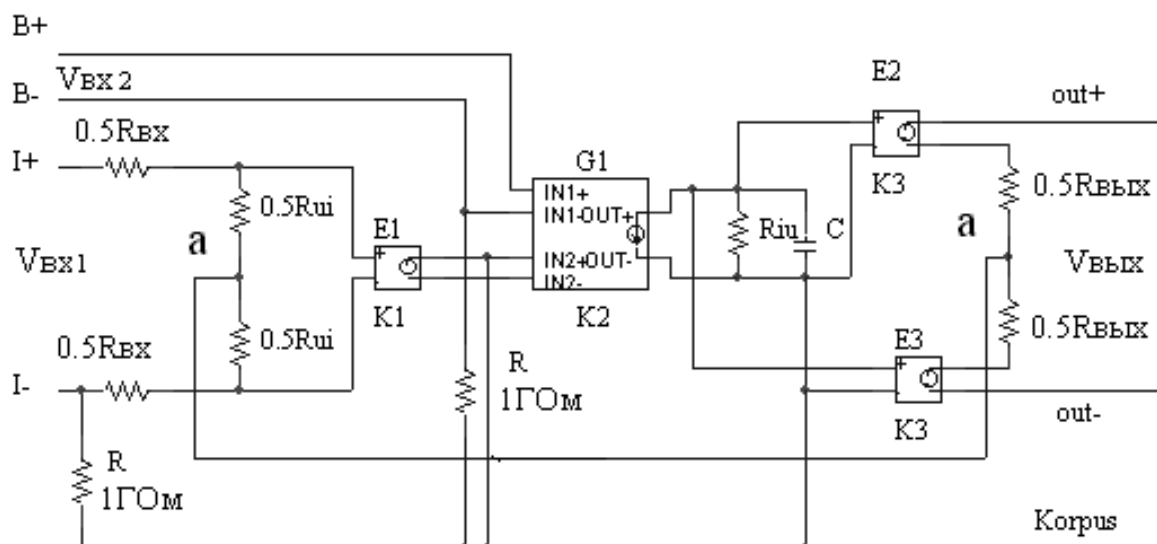 B+
Vвх 2
B-
0.5Rвх
I+
0.5Rui
a
Vвх1
E1
K1
0.5Rui
0.5Rвх
I-
R
1ГОм
R
1ГОм
G1
IN1+
IN1-OUT+
IN2+OUT-
IN2-
K2
Riu
C
E2
K3
out+
0.5Rвых
a
Vвых
0.5Rвых
E3
K3
out-
Korpus